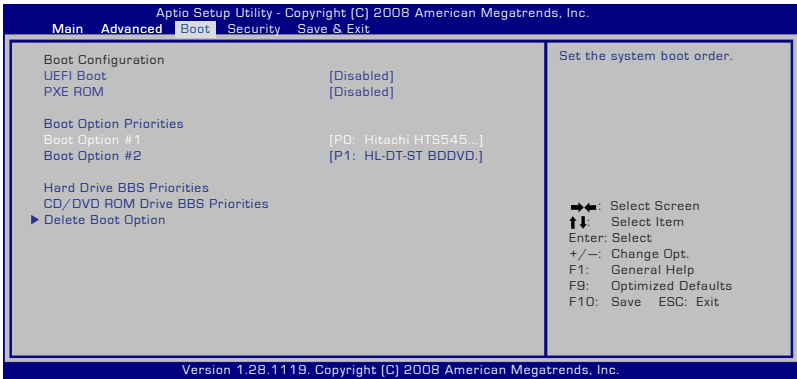 Aptio Setup Utility - Copyright (C) 2008 American Megatrends, Inc.
Main Advanced Boot Security Save & Exit
Boot Configuration
UEFI Boot [Disabled]
PXE ROM [Disabled]
Boot Option Priorities
Boot Option #1 [P0: Hitachi HTS545...]
Boot Option #2 [P1: HL-DT-ST BDDVD.]
Hard Drive BBS Priorities
CD/DVD ROM Drive BBS Priorities
Delete Boot Option
Set the system boot order.
→←: Select Screen
↑↓: Select Item
Enter: Select
+/—: Change Opt.
F1: General Help
F9: Optimized Defaults
F10: Save ESC: Exit
Version 1.28.1119. Copyright (C) 2008 American Megatrends, Inc.